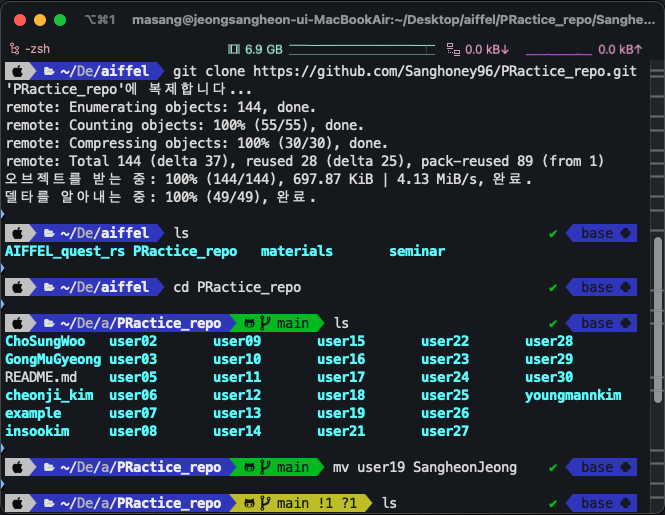 ⌥⌘1 masang@jeongsangheon-ui-MacBookAir:~/Desktop/aiffel/PRactice_repo/Sanghe...
-zsh 6.9 GB 0.0 kB↓ 0.0 kB↑
~/De/aiffel git clone https://github.com/Sanghoney96/PRactice_repo.git
'PRactice_repo'에 복제합니다...
remote: Enumerating objects: 144, done.
remote: Counting objects: 100% (55/55), done.
remote: Compressing objects: 100% (30/30), done.
remote: Total 144 (delta 37), reused 28 (delta 25), pack-reused 89 (from 1)
오브젝트를 받는 중: 100% (144/144), 697.87 KiB | 4.13 MiB/s, 완료.
델타를 알아내는 중: 100% (49/49), 완료.
~/De/aiffel ls ✔ base
AIFFEL_quest_rs PRactice_repo materials seminar
~/De/aiffel cd PRactice_repo ✔ base
~/De/a/PRactice_repo main ls ✔ base
ChoSungWoo user02 user09 user15 user22 user28
GongMuGyeong user03 user10 user16 user23 user29
README.md user05 user11 user17 user24 user30
cheonji_kim user06 user12 user18 user25 youngmannkim
example user07 user13 user19 user26
insookim user08 user14 user21 user27
~/De/a/PRactice_repo main mv user19 SangheonJeong ✔ base
~/De/a/PRactice_repo main !1 ?1 ls ✔ base